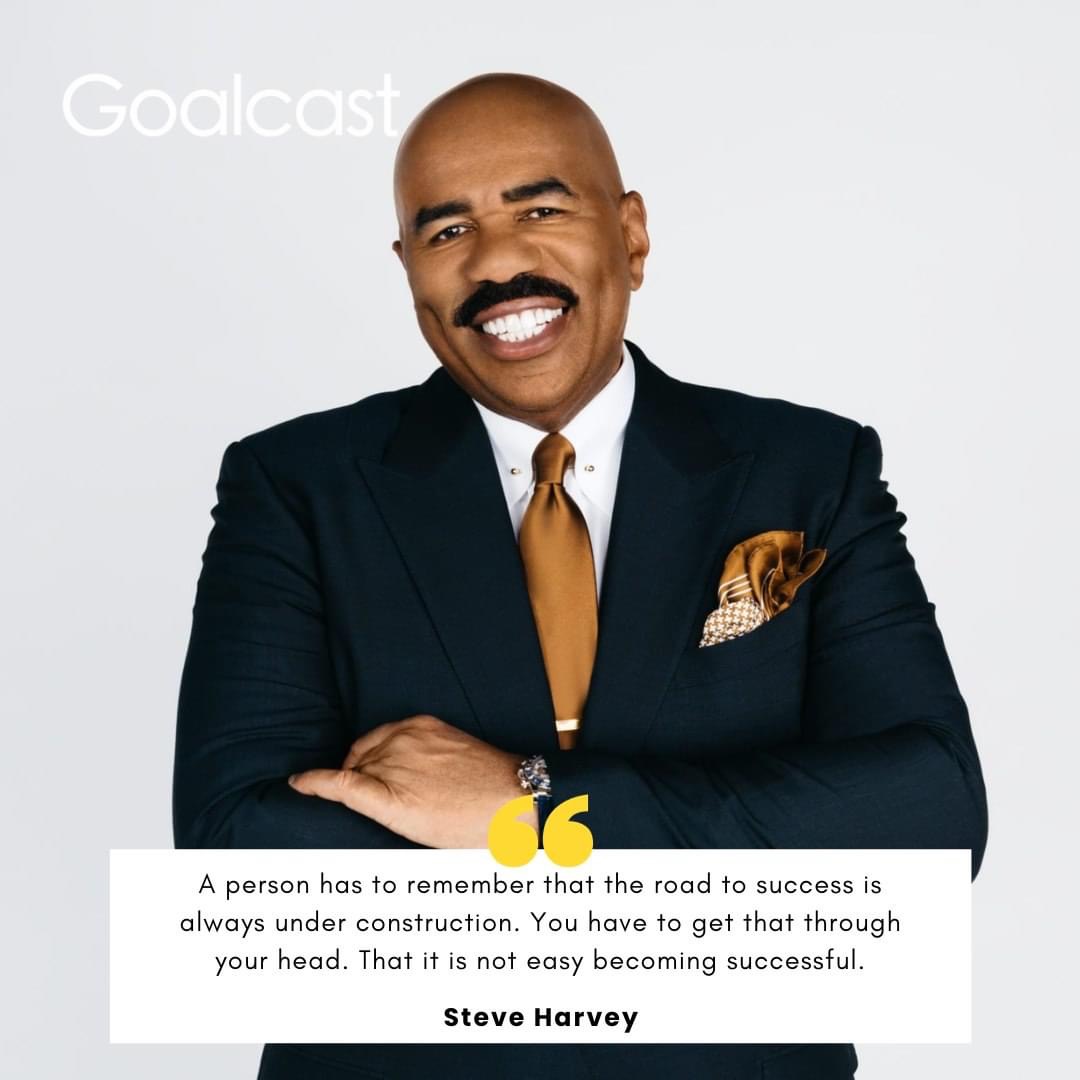 Goalcast
A person has to remember that the road to success is
always under construction. You have to get that through
your head. That it is not easy becoming successful.
Steve Harvey